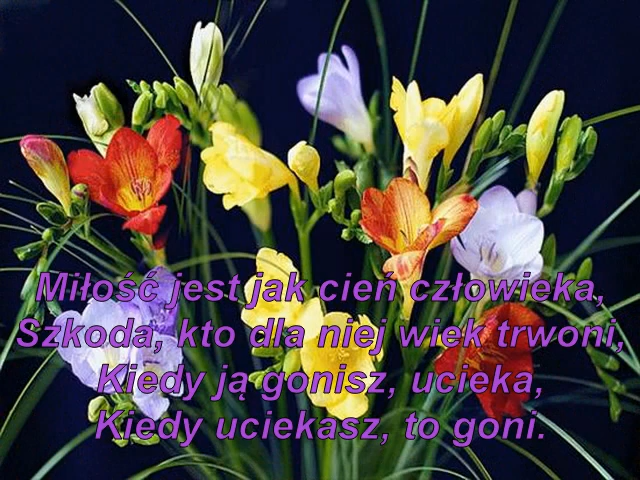 Miłość jest jak cień człowieka,
Szkoda, kto dla niej wiek trwoni,
Kiedy ją gonisz, ucieka,
Kiedy uciekasz, to goni.